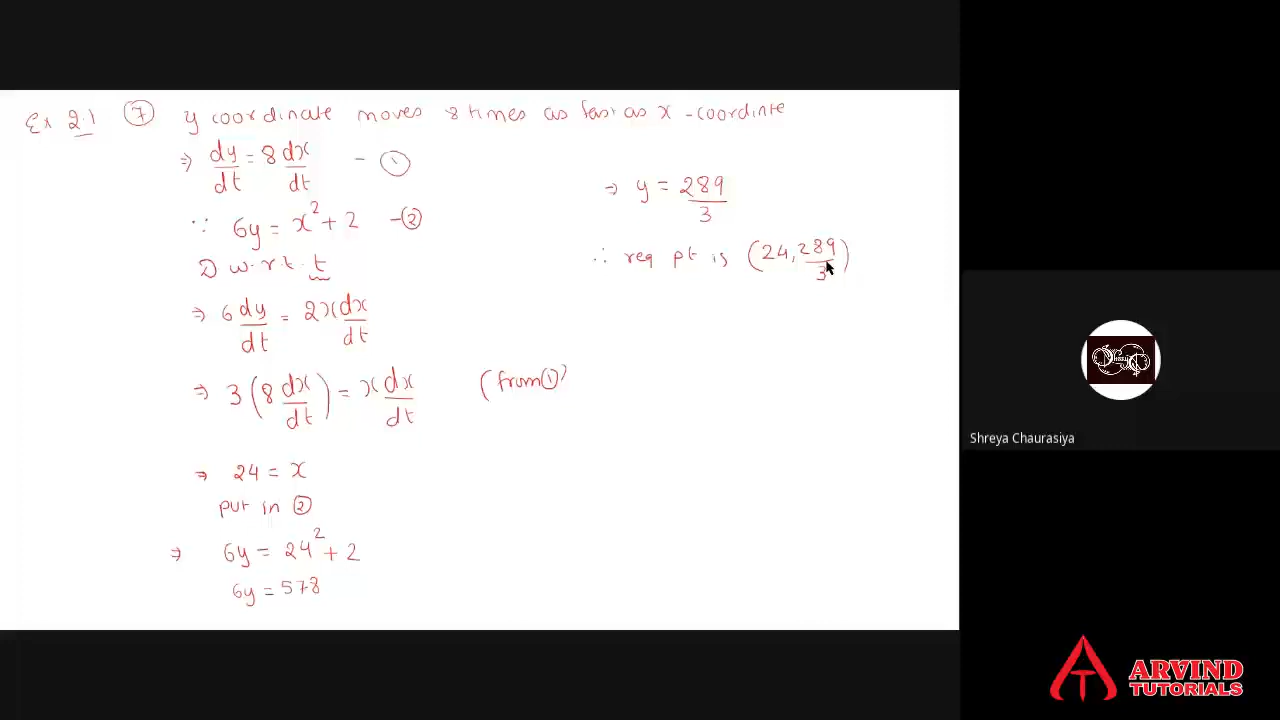 Ex 2.1 ⑦ y coordinate moves 8 times as fast as x - coordinte
⇒ dy/dt = 8 dx/dt - ①
∵ 6y = x² + 2 - ②
D w.r.t. t
⇒ 6 dy/dt = 2x dx/dt
⇒ 3 (8 dx/dt) = x dx/dt (from ①)
⇒ 24 = x
put in ②
⇒ 6y = 24² + 2
6y = 578
⇒ y = 289/3
∴ req pt is (24, 289/3)
Shreya Chaurasiya
ARVIND
TUTORIALS